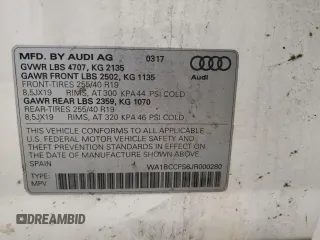 MFD. BY AUDI AG 03 17
GVWR LBS 4707, KG 2135
GAWR FRONT LBS 2502, KG 1135
FRONT-TIRES 255/40 R19
8,5JX19 RIMS, AT 300 KPA 44 PSI COLD
GAWR REAR LBS 2359, KG 1070
REAR-TIRES 255/40 R19
8,5JX19 RIMS, AT 320 KPA 46 PSI COLD
Audi
THIS VEHICLE CONFORMS TO ALL APPLICABLE
U.S. FEDERAL MOTOR VEHICLE SAFETY AND
THEFT PREVENTION STANDARDS IN EFFECT ON THE
DATE OF MANUFACTURE SHOWN ABOVE.
SPAIN
TYPE:
MPV
DREAMBID